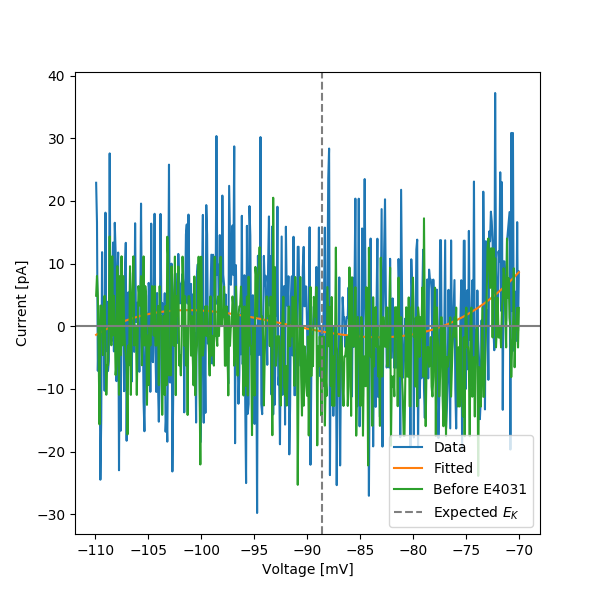 40
30
20
10
0
−10
−20
−30
Current [pA]
−110 −105 −100 −95 −90 −85 −80 −75 −70
Voltage [mV]
Data
Fitted
Before E4031
Expected E_K